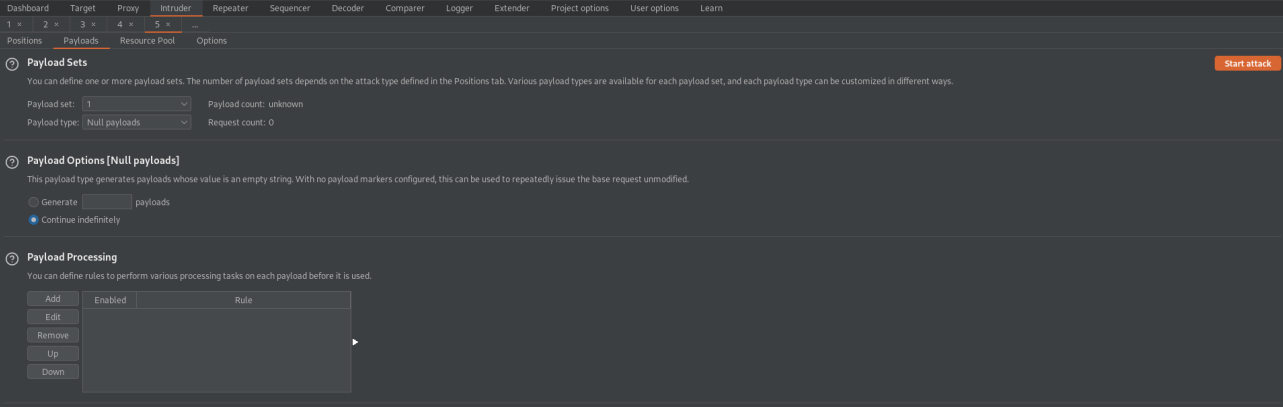 Dashboard Target Proxy Intruder Repeater Sequencer Decoder Comparer Logger Extender Project options User options Learn
1 × 2 × 3 × 4 × 5 × ...
Positions Payloads Resource Pool Options
? Payload Sets Start attack
You can define one or more payload sets. The number of payload sets depends on the attack type defined in the Positions tab. Various payload types are available for each payload set, and each payload type can be customized in different ways.
Payload set: 1 Payload count: unknown
Payload type: Null payloads Request count: 0
? Payload Options [Null payloads]
This payload type generates payloads whose value is an empty string. With no payload markers configured, this can be used to repeatedly issue the base request unmodified.
Generate payloads
Continue indefinitely
? Payload Processing
You can define rules to perform various processing tasks on each payload before it is used.
Add Enabled Rule
Edit
Remove
Up
Down